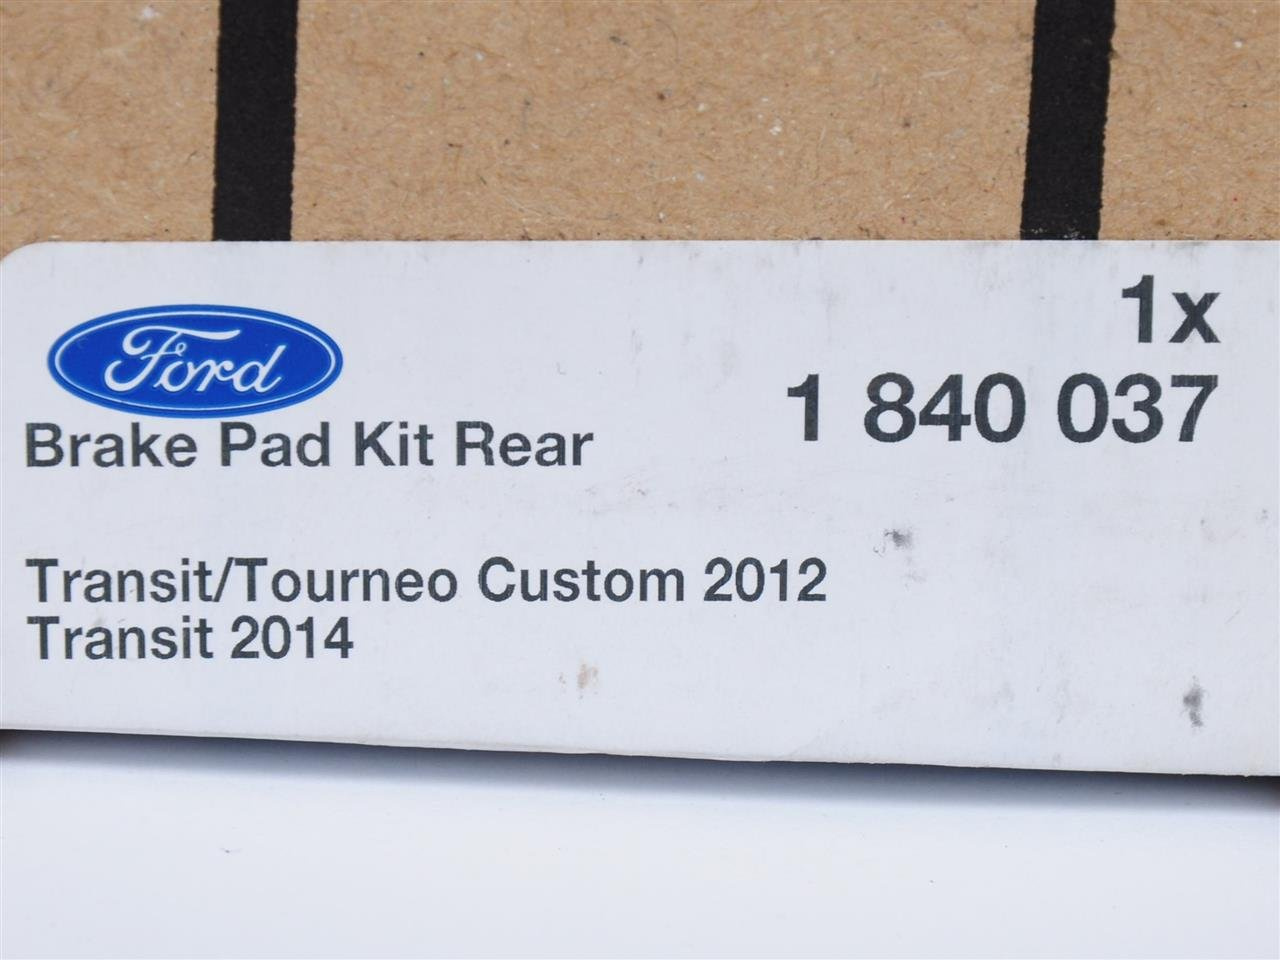 1x
Ford
1 840 037
Brake Pad Kit Rear
Transit/Tourneo Custom 2012
Transit 2014